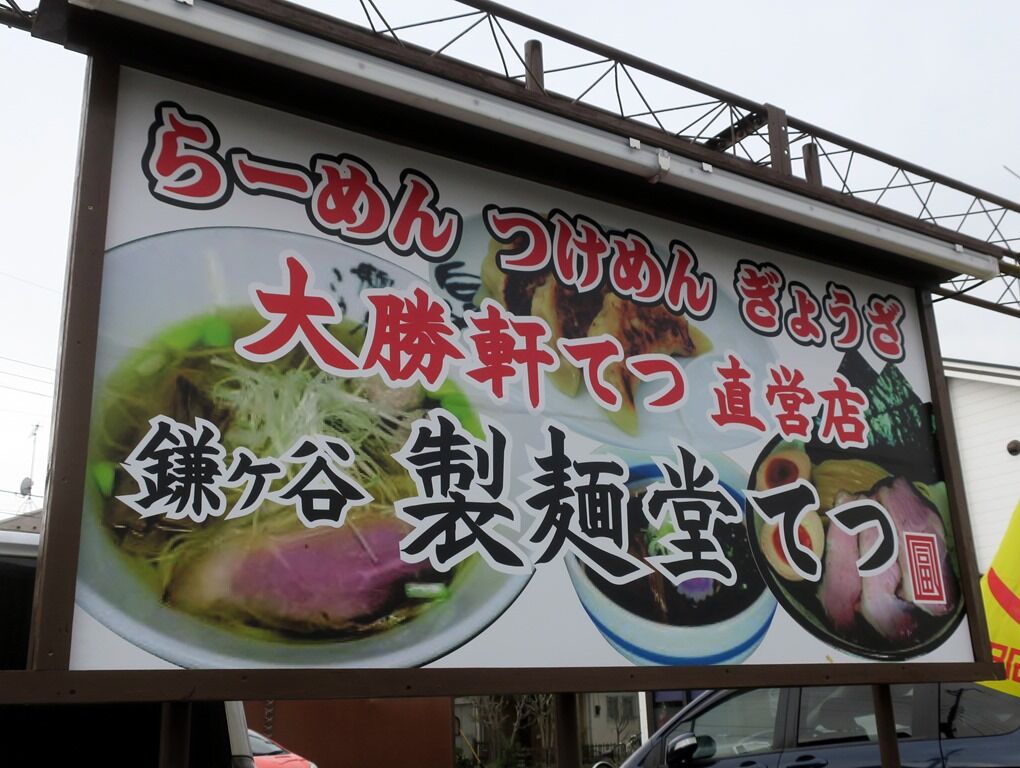 らーめん つけめん ぎょうざ
大勝軒てつ 直営店
鎌ヶ谷 製麺堂てつ